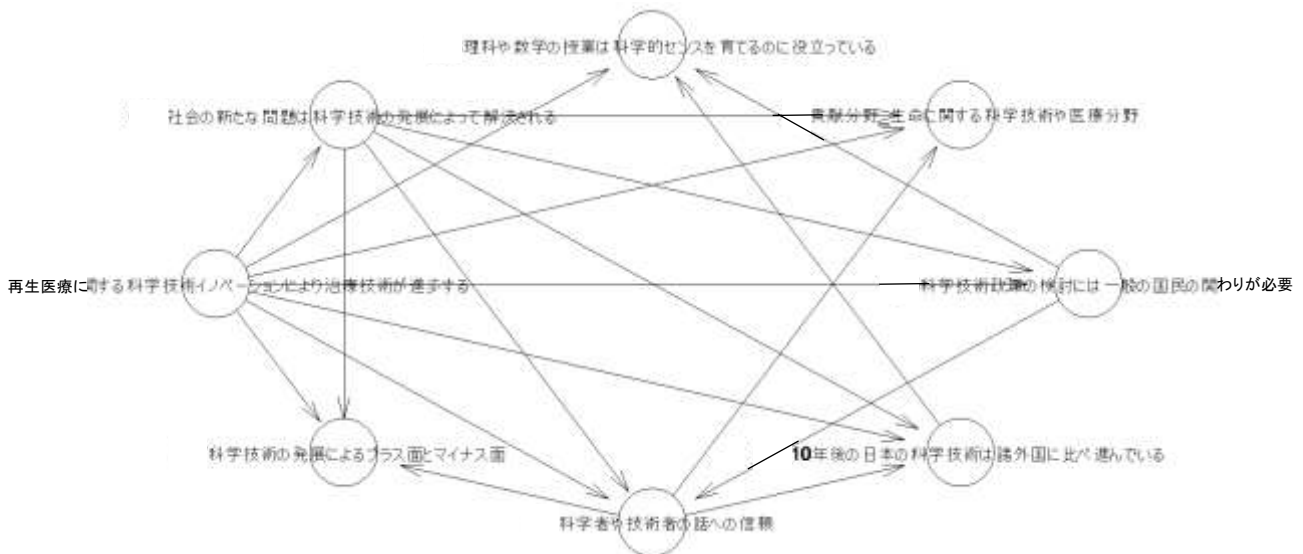 理科や数学の授業は科学的センスを育てるのに役立っている
社会の新たな問題は科学技術の発展によって解決される
貢献分野:生命に関する科学技術や医療分野
再生医療に関する科学技術イノベーションにより治療技術が進歩する
科学技術政策の検討には一般の国民の関わりが必要
科学技術の発展によるプラス面とマイナス面
10年後の日本の科学技術は諸外国に比べ進んでいる
科学者や技術者の話への信頼